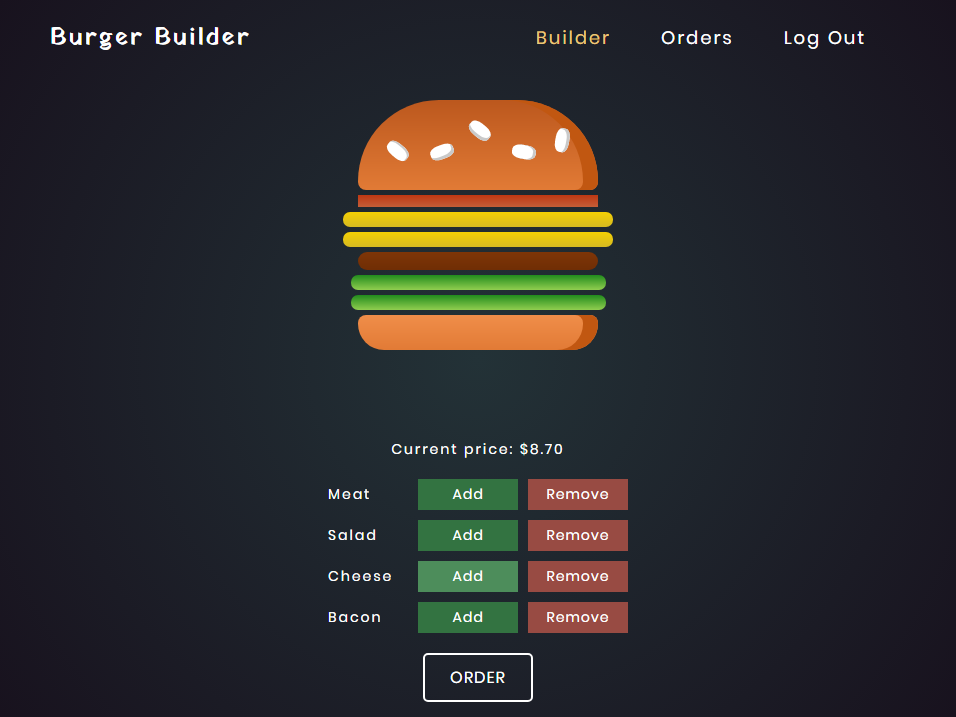 Burger Builder
Builder Orders Log Out
Current price: $8.70
Meat Add Remove
Salad Add Remove
Cheese Add Remove
Bacon Add Remove
ORDER